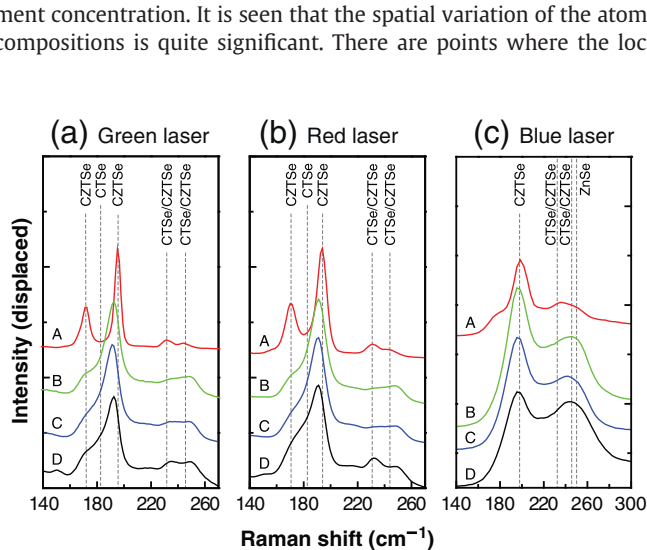 ment concentration. It is seen that the spatial variation of the atom
compositions is quite significant. There are points where the loc
(a) Green laser
(b) Red laser
(c) Blue laser
CZTSe
CTSe
CZTSe
CTSe/CZTSe
CTSe/CZTSe
CZTSe
CTSe
CZTSe
CTSe/CZTSe
CTSe/CZTSe
CZTSe
CTSe/CZTSe
CTSe/CZTSe
ZnSe
Intensity (displaced)
A
B
C
D
A
B
C
D
A
B
C
D
140 180 220 260
140 180 220 260
140 180 220 260 300
Raman shift (cm⁻¹)